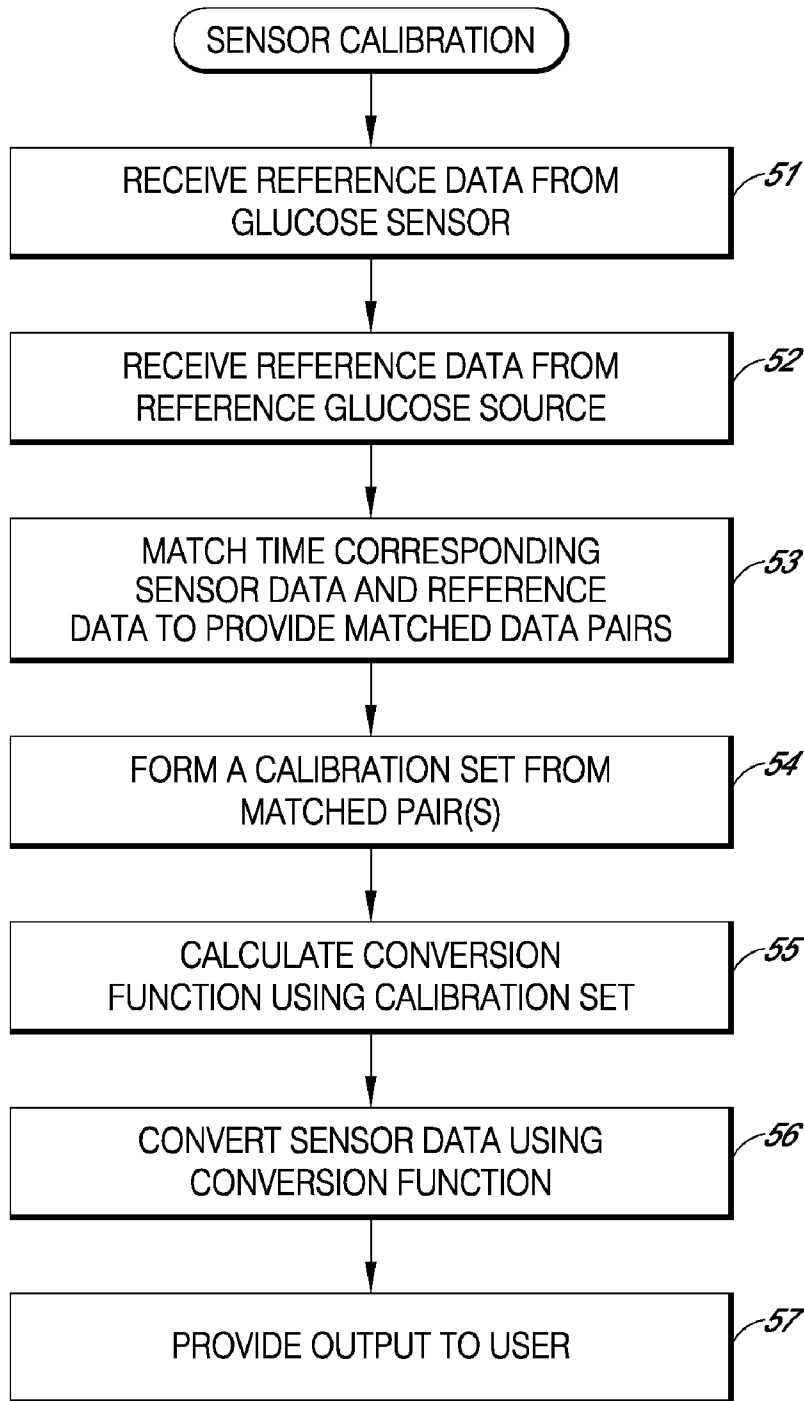 SENSOR CALIBRATION
RECEIVE REFERENCE DATA FROM
GLUCOSE SENSOR
51
RECEIVE REFERENCE DATA FROM
REFERENCE GLUCOSE SOURCE
52
MATCH TIME CORRESPONDING
SENSOR DATA AND REFERENCE
DATA TO PROVIDE MATCHED DATA PAIRS
53
FORM A CALIBRATION SET FROM
MATCHED PAIR(S)
54
CALCULATE CONVERSION
FUNCTION USING CALIBRATION SET
55
CONVERT SENSOR DATA USING
CONVERSION FUNCTION
56
PROVIDE OUTPUT TO USER
57